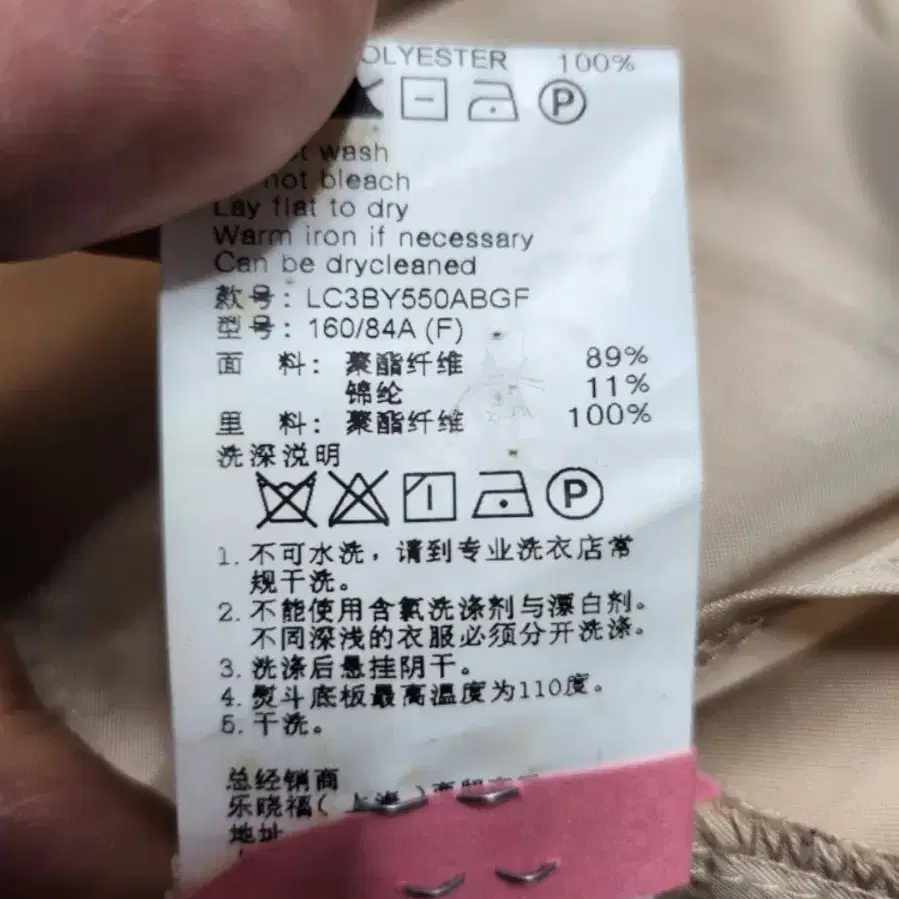 OLYESTER 100%
P
wash
not bleach
Lay flat to dry
Warm iron if necessary
Can be drycleaned
款号: LC3BY550ABGF
型号: 160/84A (F)
面 料: 聚酯纤维 89%
锦纶 11%
里 料: 聚酯纤维 100%
洗深说明
P
1. 不可水洗，请到专业洗衣店常
规干洗。
2. 不能使用含氯洗涤剂与漂白剂。
不同深浅的衣服必须分开洗涤。
3. 洗涤后悬挂阴干。
4. 熨斗底板最高温度为110度。
5. 干洗。
总经销商
乐晓福(上海)
地址